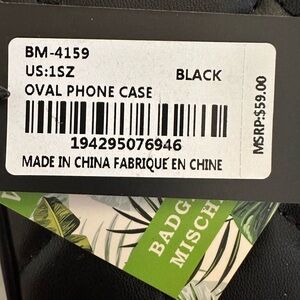 BM-4159
US:1SZ BLACK
OVAL PHONE CASE
194295076946
MADE IN CHINA FABRIQUE EN CHINE
MSRP:$59.00
BADG
MISCH